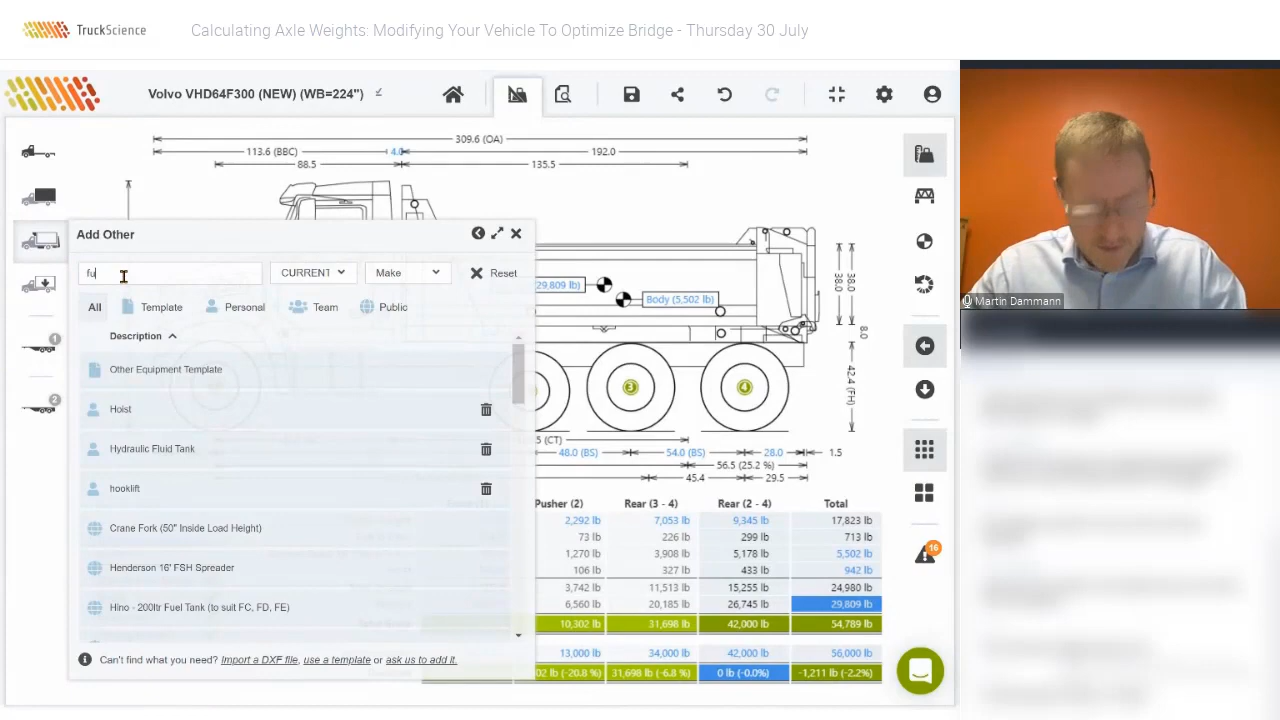 TruckScience
Calculating Axle Weights: Modifying Your Vehicle To Optimize Bridge - Thursday 30 July
Volvo VHD64F300 (NEW) (WB=224")
309.6 (OA)
113.6 (BBC) 4.0 192.0
88.5 135.5
Add Other
fu CURRENT Make Reset
All Template Personal Team Public
Description
Other Equipment Template
Hoist
Hydraulic Fluid Tank
hooklift
Crane Fork (50" Inside Load Height)
Henderson 16' FSH Spreader
Hino - 200ltr Fuel Tank (to suit FC, FD, FE)
Can't find what you need? Import a DXF file, use a template or ask us to add it.
29,809 lb)
Body (5,502 lb)
38.0 38.0
8.0
42.4 (FH)
3 4
5 (CT)
48.0 (BS) 54.0 (BS) 28.0 1.5
56.5 (25.2 %)
45.4 29.5
Pusher (2) Rear (3 - 4) Rear (2 - 4) Total
2,292 lb 7,053 lb 9,345 lb 17,823 lb
73 lb 226 lb 299 lb 713 lb
1,270 lb 3,908 lb 5,178 lb 5,502 lb
106 lb 327 lb 433 lb 942 lb
3,742 lb 11,513 lb 15,255 lb 24,980 lb
6,560 lb 20,185 lb 26,745 lb 29,809 lb
10,302 lb 31,698 lb 42,000 lb 54,789 lb
13,000 lb 34,000 lb 42,000 lb 56,000 lb
02 lb (-20.8 %) 31,698 lb (-6.8 %) 0 lb (-0.0%) -1,211 lb (-2.2%)
1
2
16
Martin Dammann